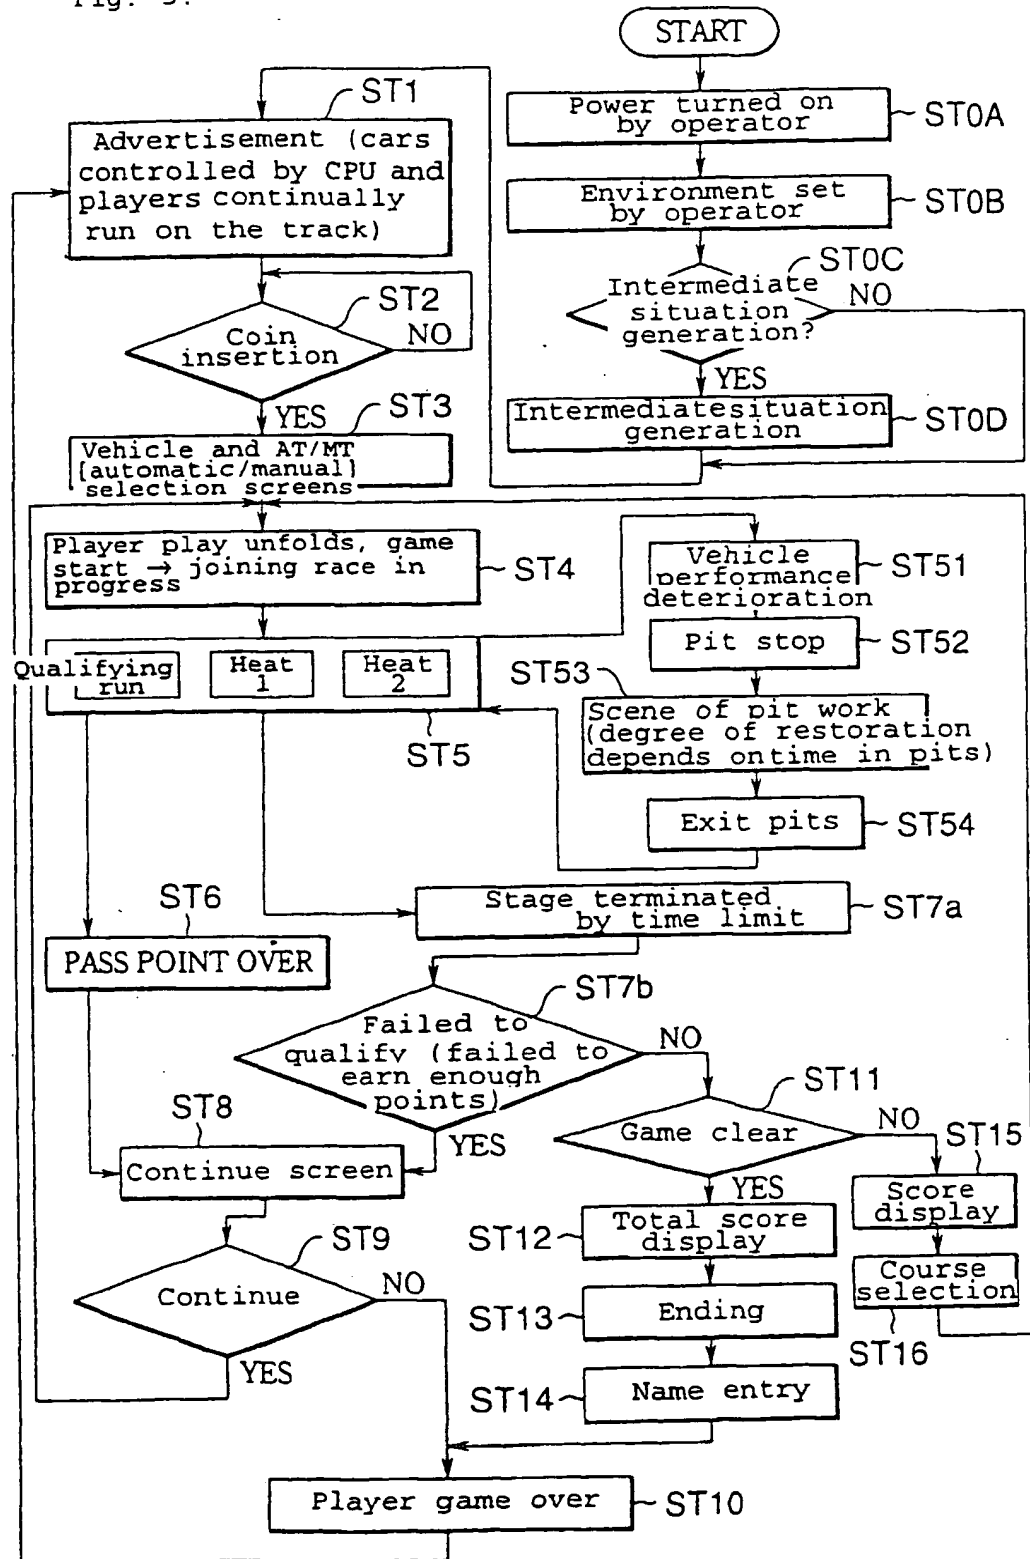 Fig. 3.
START
ST1
Power turned on
by operator
ST0A
Advertisement (cars
controlled by CPU and
players continually
run on the track)
Environment set
by operator
ST0B
ST0C
Intermediate
situation
generation?
NO
ST2
Coin
insertion
NO
YES
YES
ST3
Intermediatesituation
generation
ST0D
Vehicle and AT/MT
[automatic/manual]
selection screens
Player play unfolds, game
start → joining race in
progress
ST4
Vehicle
performance
deterioration
ST51
Pit stop
ST52
Qualifying
run
Heat
1
Heat
2
ST5
ST53
Scene of pit work
(degree of restoration
depends ontime in pits)
Exit pits
ST54
ST6
Stage terminated
by time limit
ST7a
PASS POINT OVER
ST7b
Failed to
qualify (failed to
earn enough
points)
NO
YES
ST11
Game clear
NO
YES
ST8
Continue screen
ST15
Score
display
ST12
Total score
display
ST9
Continue
NO
YES
Course
selection
ST16
ST13
Ending
ST14
Name entry
Player game over
ST10